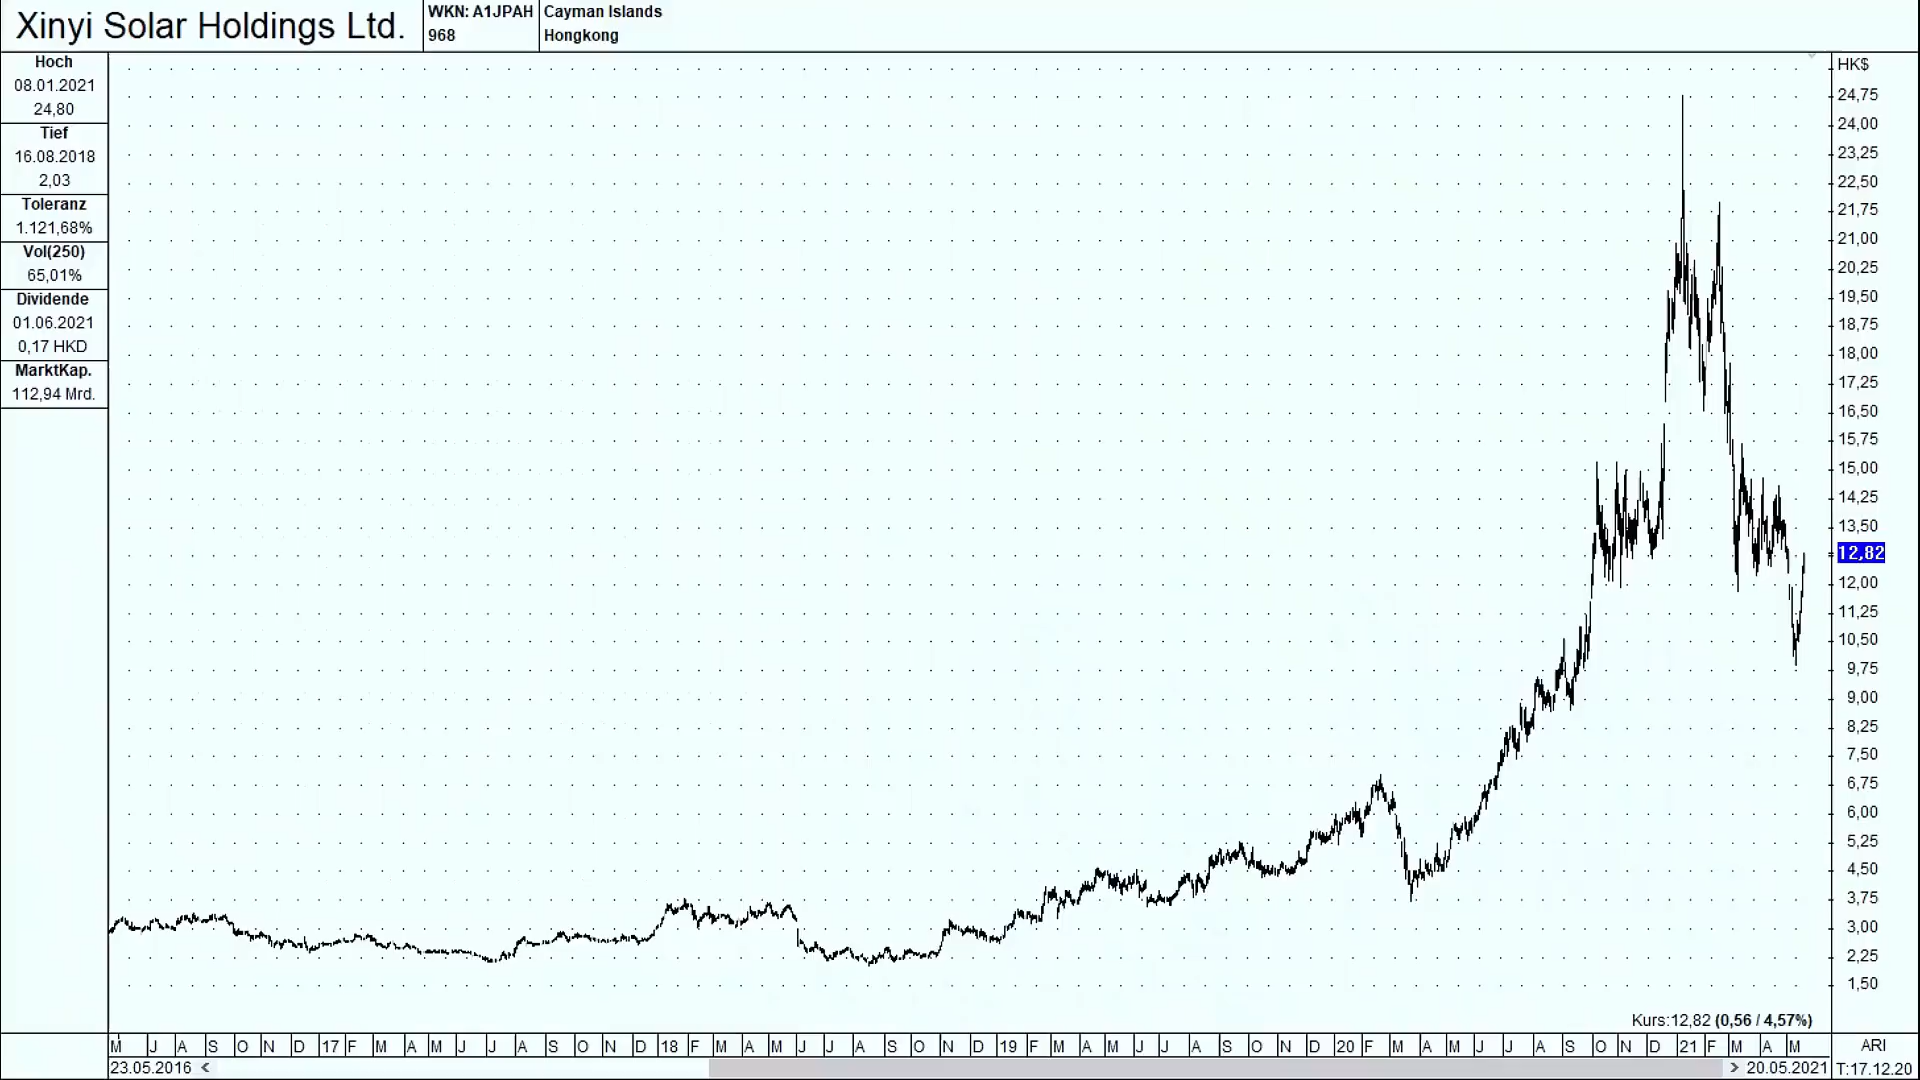 Xinyi Solar Holdings Ltd.
WKN: A1JPAH
968
Cayman Islands
Hongkong
Hoch
08.01.2021
24,80
Tief
16.08.2018
2,03
Toleranz
1.121,68%
Vol(250)
65,01%
Dividende
01.06.2021
0,17 HKD
MarktKap.
112,94 Mrd.
HK$
24,75
24,00
23,25
22,50
21,75
21,00
20,25
19,50
18,75
18,00
17,25
16,50
15,75
15,00
14,25
13,50
12,82
12,00
11,25
10,50
9,75
9,00
8,25
7,50
6,75
6,00
5,25
4,50
3,75
3,00
2,25
1,50
Kurs:12,82 (0,56 / 4,57%)
M J A S O N D 17 F M A M J J A S O N D 18 F M A M J J A S O N D 19 F M A M J J A S O N D 20 F M A M J J A S O N D 21 F M A M
ARI
23.05.2016 < > 20.05.2021
T:17.12.20